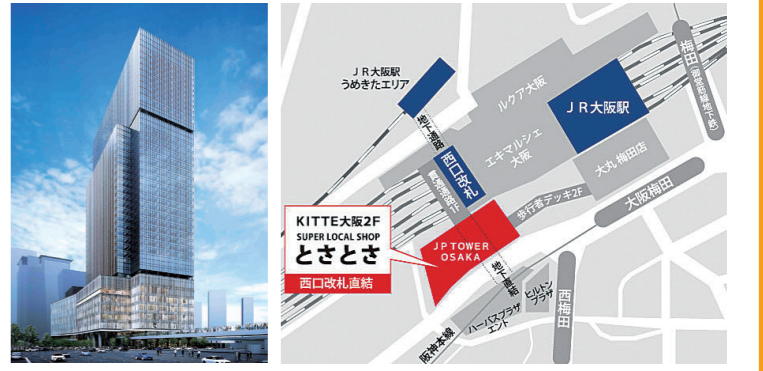 JR大阪駅
うめきたエリア
地下通路
ルクア大阪
JR大阪駅
梅田(御堂筋線地下鉄)
エキマルシェ
大阪
西口改札
大丸 梅田店
歩行者デッキ2F
大阪梅田
KITTE大阪2F
SUPER LOCAL SHOP
とさとさ
西口改札直結
JP TOWER
OSAKA
地下直結
ヒルトン
プラザ
西梅田
ハービスプラザ
エント
阪神本線